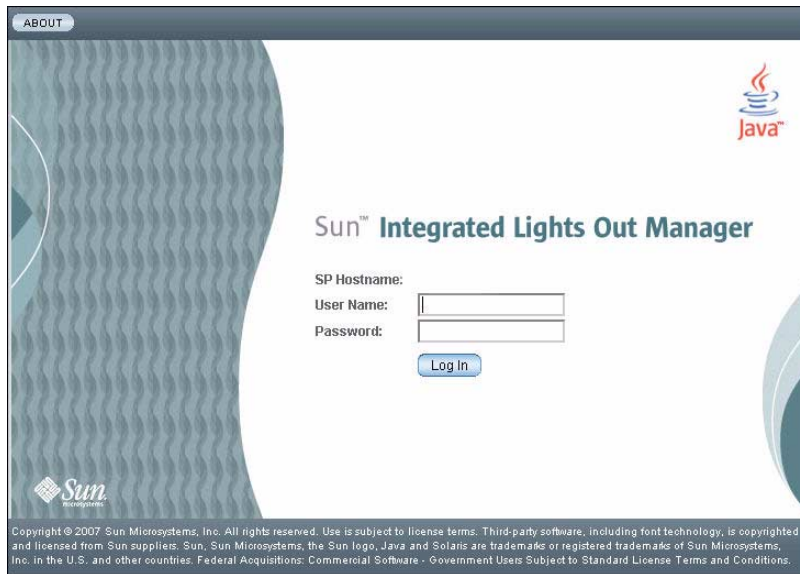 ABOUT
Java™
Sun™ Integrated Lights Out Manager
SP Hostname:
User Name:
Password:
Log In
Sun
microsystems
Copyright © 2007 Sun Microsystems, Inc. All rights reserved. Use is subject to license terms. Third-party software, including font technology, is copyrighted
and licensed from Sun suppliers. Sun, Sun Microsystems, the Sun logo, Java and Solaris are trademarks or registered trademarks of Sun Microsystems,
Inc. in the U.S. and other countries. Federal Acquisitions: Commercial Software - Government Users Subject to Standard License Terms and Conditions.